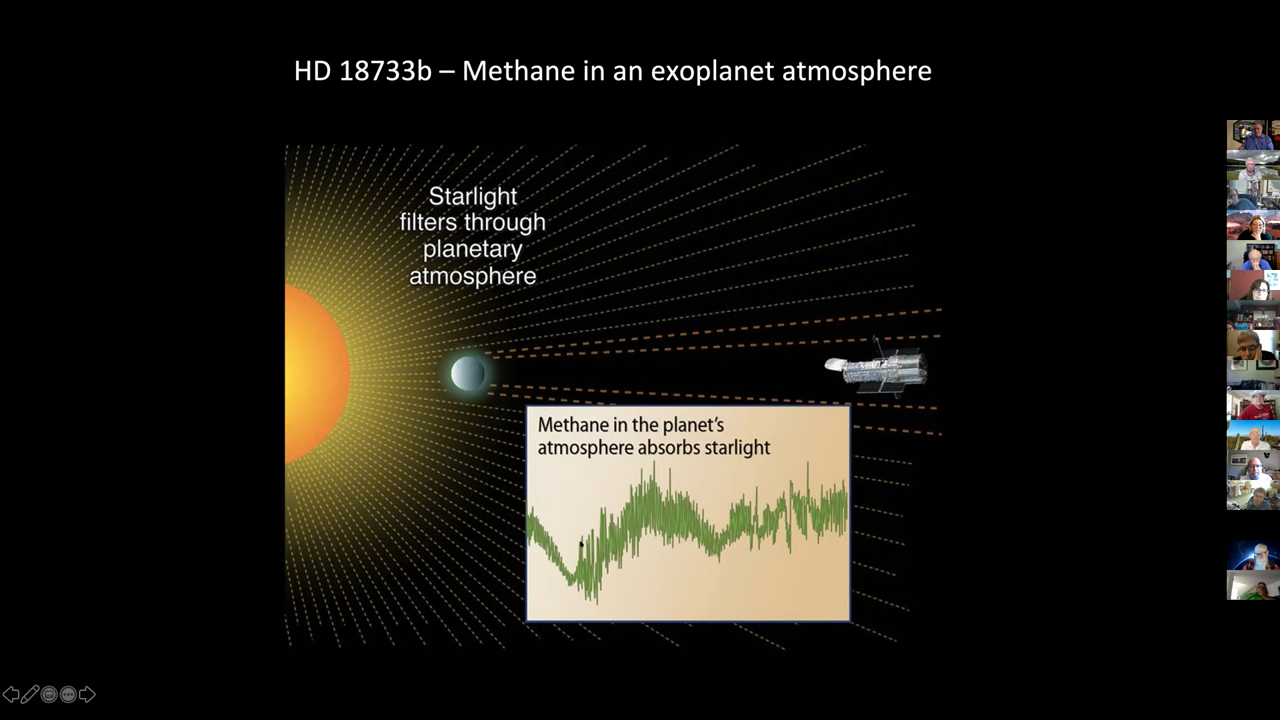 HD 18733b – Methane in an exoplanet atmosphere
Starlight
filters through
planetary
atmosphere
Methane in the planet's
atmosphere absorbs starlight